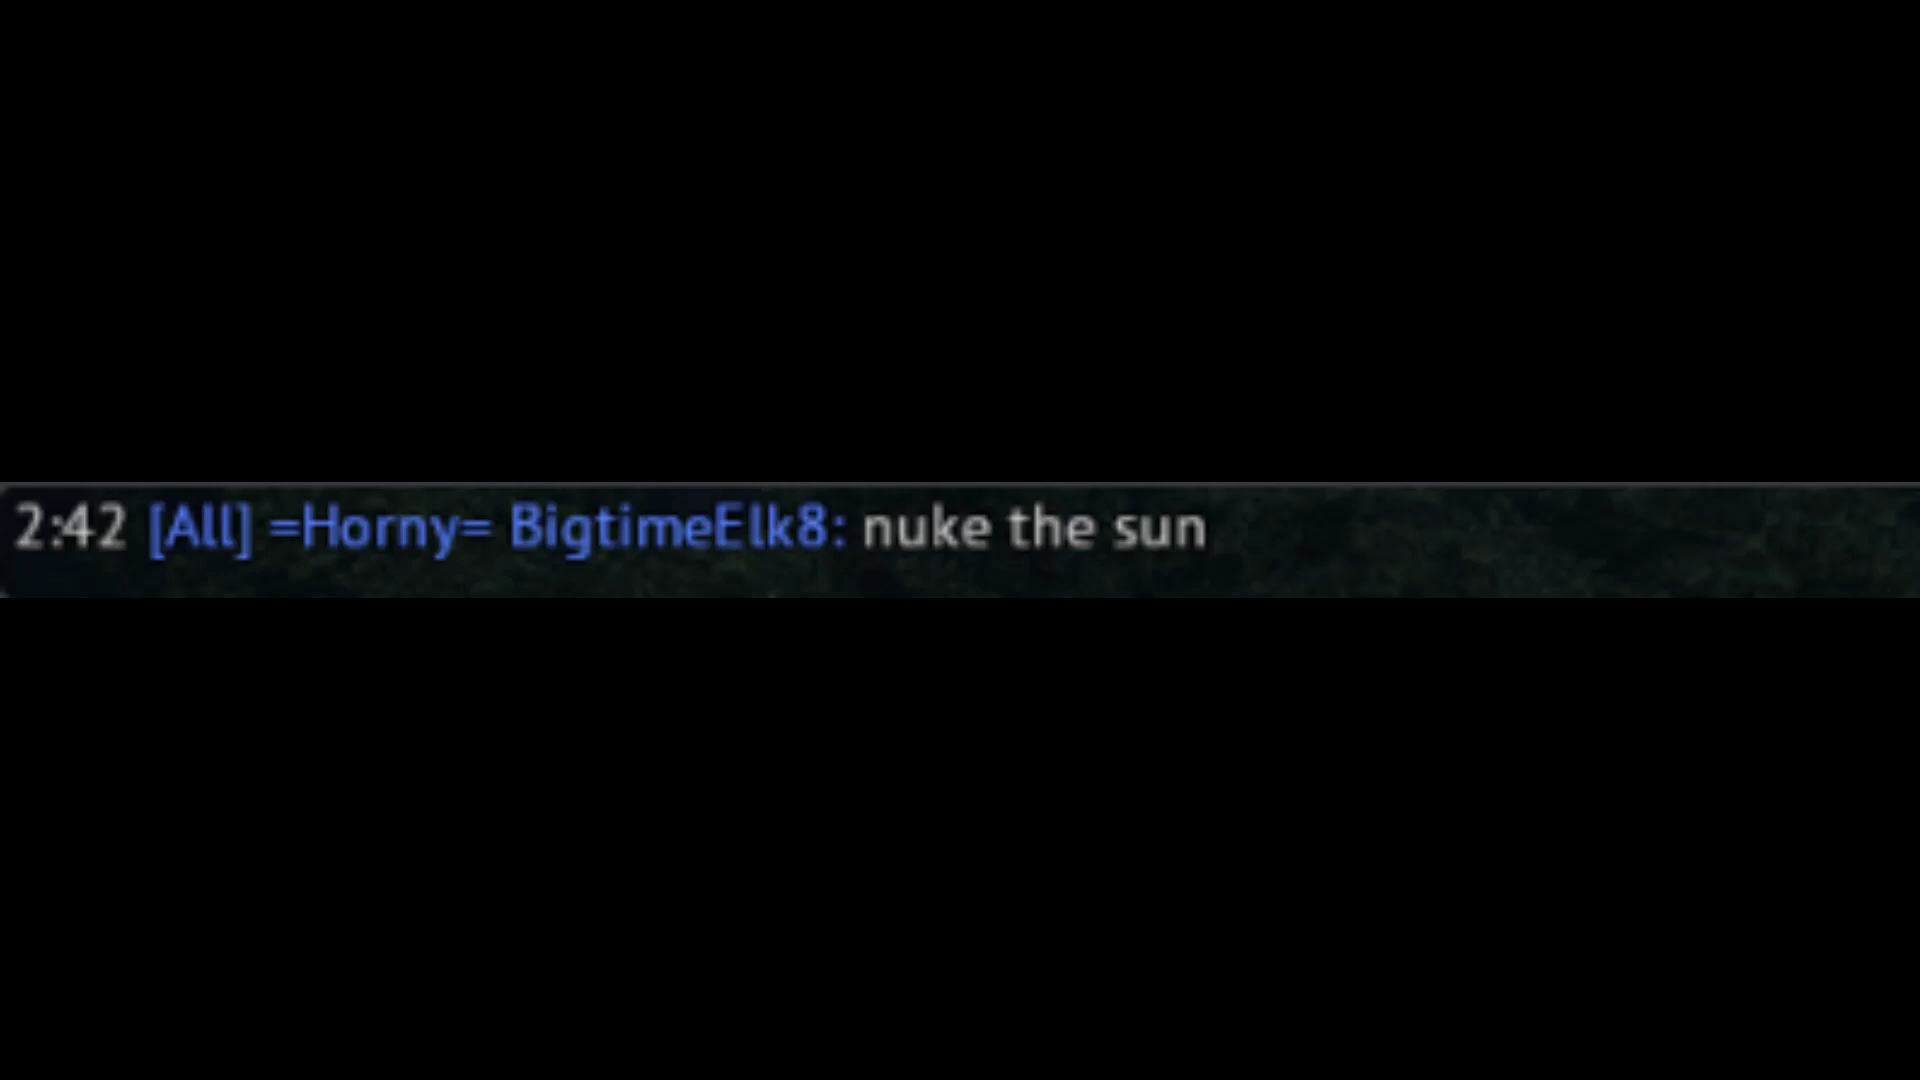 2:42 [All] =Horny= BigtimeElk8: nuke the sun